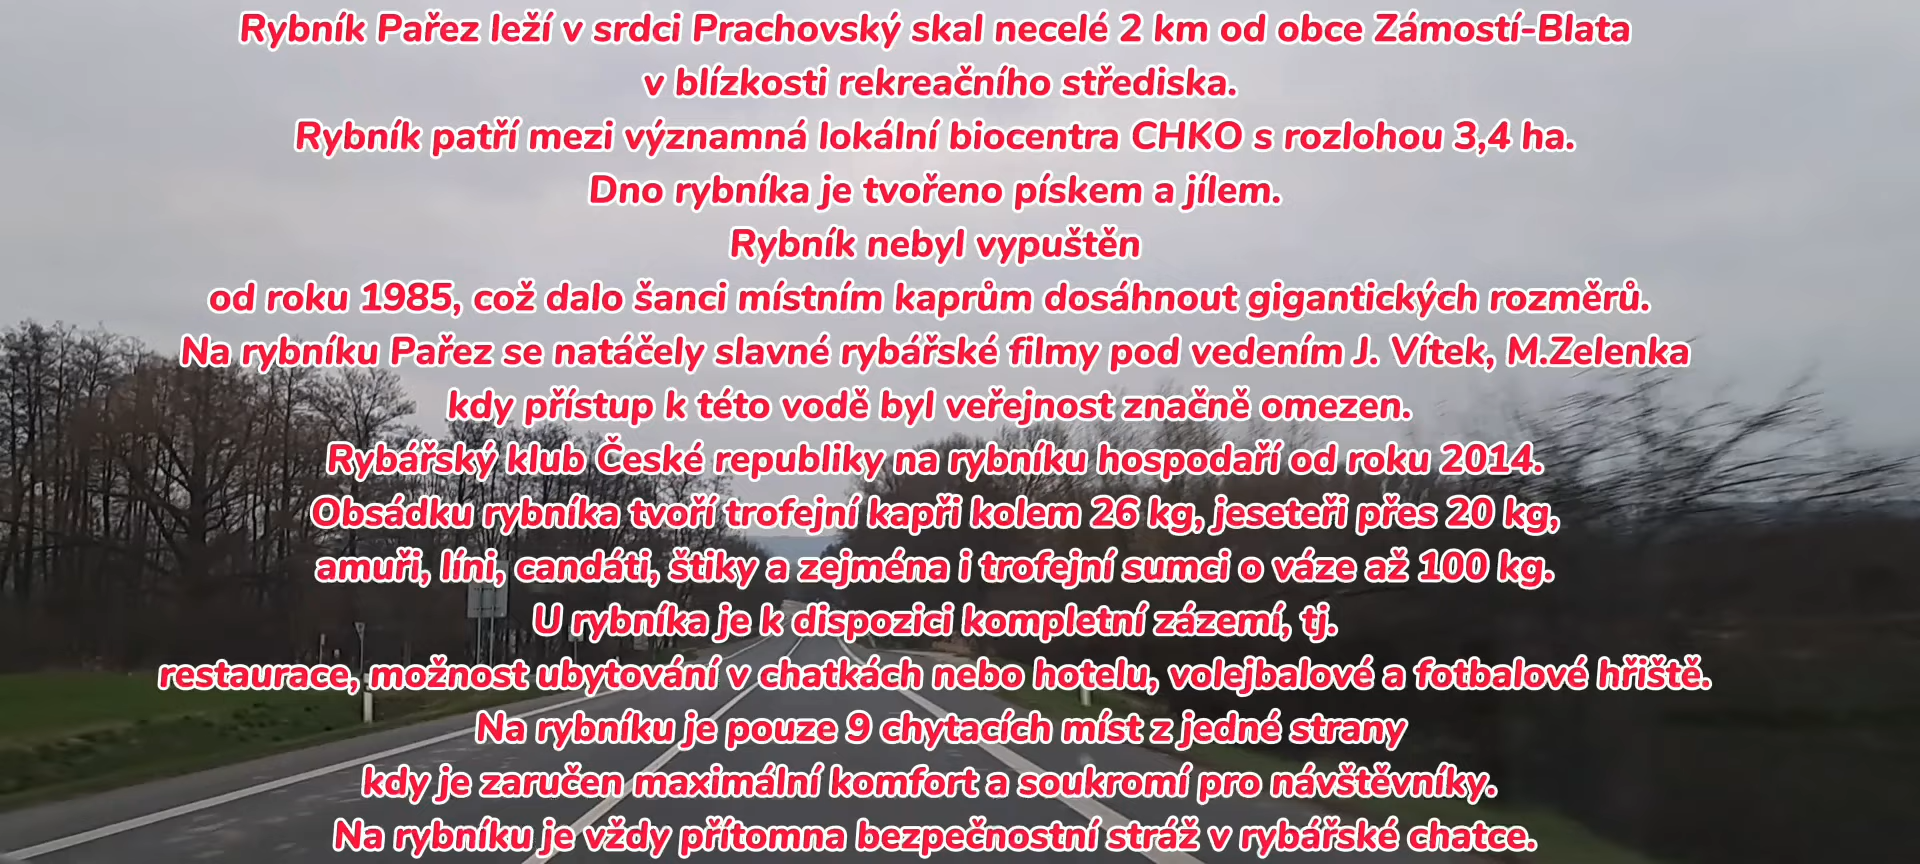 Rybník Pařez leží v srdci Prachovský skal necelé 2 km od obce Zámostí-Blata
v blízkosti rekreačního střediska.
Rybník patří mezi významná lokální biocentra CHKO s rozlohou 3,4 ha.
Dno rybníka je tvořeno pískem a jílem.
Rybník nebyl vypuštěn
od roku 1985, což dalo šanci místním kaprům dosáhnout gigantických rozměrů.
Na rybníku Pařez se natáčely slavné rybářské filmy pod vedením J. Vítek, M.Zelenka
kdy přístup k této vodě byl veřejnost značně omezen.
Rybářský klub České republiky na rybníku hospodaří od roku 2014.
Obsádku rybníka tvoří trofejní kapři kolem 26 kg, jeseteři přes 20 kg,
amuři, líni, candáti, štiky a zejména i trofejní sumci o váze až 100 kg.
U rybníka je k dispozici kompletní zázemí, tj.
restaurace, možnost ubytování v chatkách nebo hotelu, volejbalové a fotbalové hřiště.
Na rybníku je pouze 9 chytacích míst z jedné strany
kdy je zaručen maximální komfort a soukromí pro návštěvníky.
Na rybníku je vždy přítomna bezpečnostní stráž v rybářské chatce.